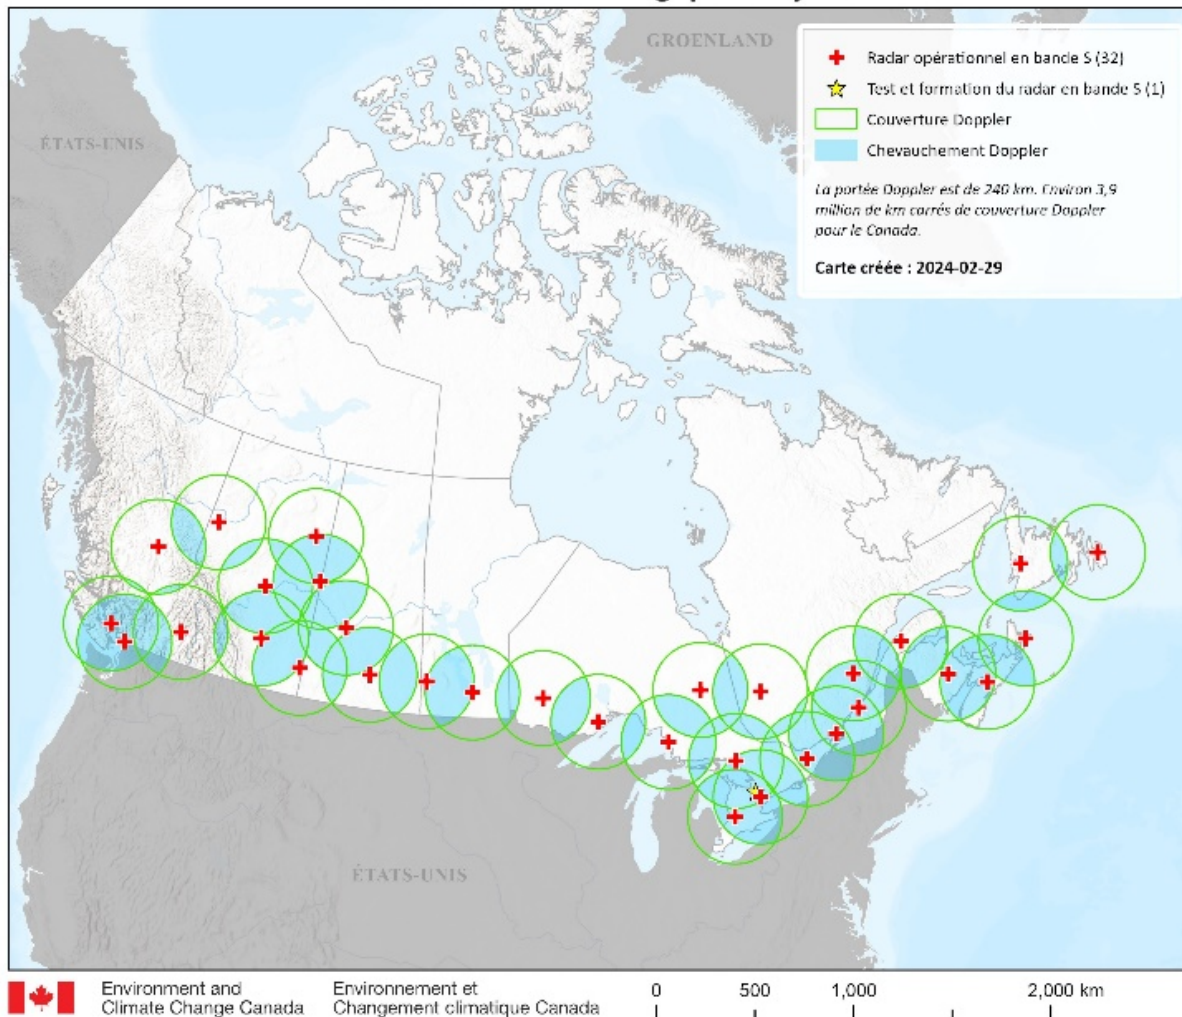 GROENLAND
ÉTATS-UNIS
Radar opérationnel en bande S (32)
Test et formation du radar en bande S (1)
Couverture Doppler
Chevauchement Doppler
La portée Doppler est de 240 km. Environ 3,9
million de km carrés de couverture Doppler
pour le Canada.
Carte créée : 2024-02-29
ÉTATS-UNIS
Environment and
Climate Change Canada
Environnement et
Changement climatique Canada
0 500 1,000 2,000 km